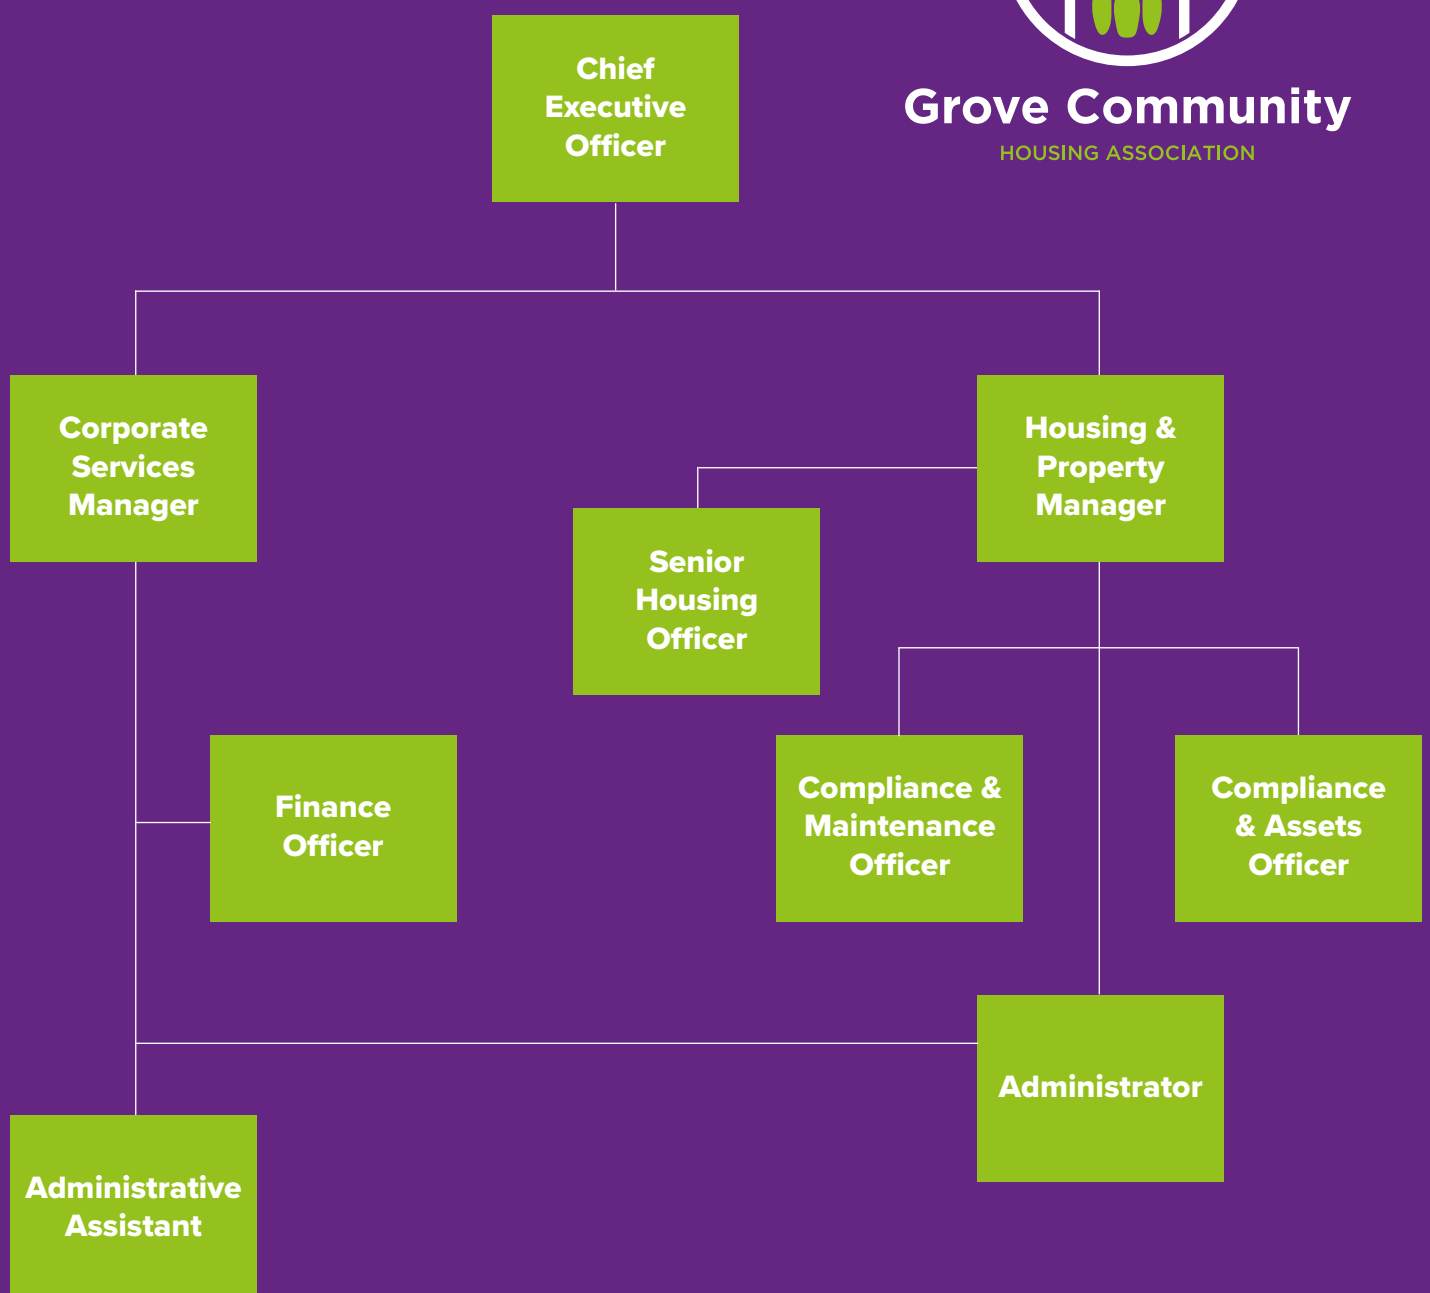 Chief
Executive
Officer
Grove Community
HOUSING ASSOCIATION
Corporate
Services
Manager
Housing &
Property
Manager
Senior
Housing
Officer
Finance
Officer
Compliance &
Maintenance
Officer
Compliance
& Assets
Officer
Administrator
Administrative
Assistant